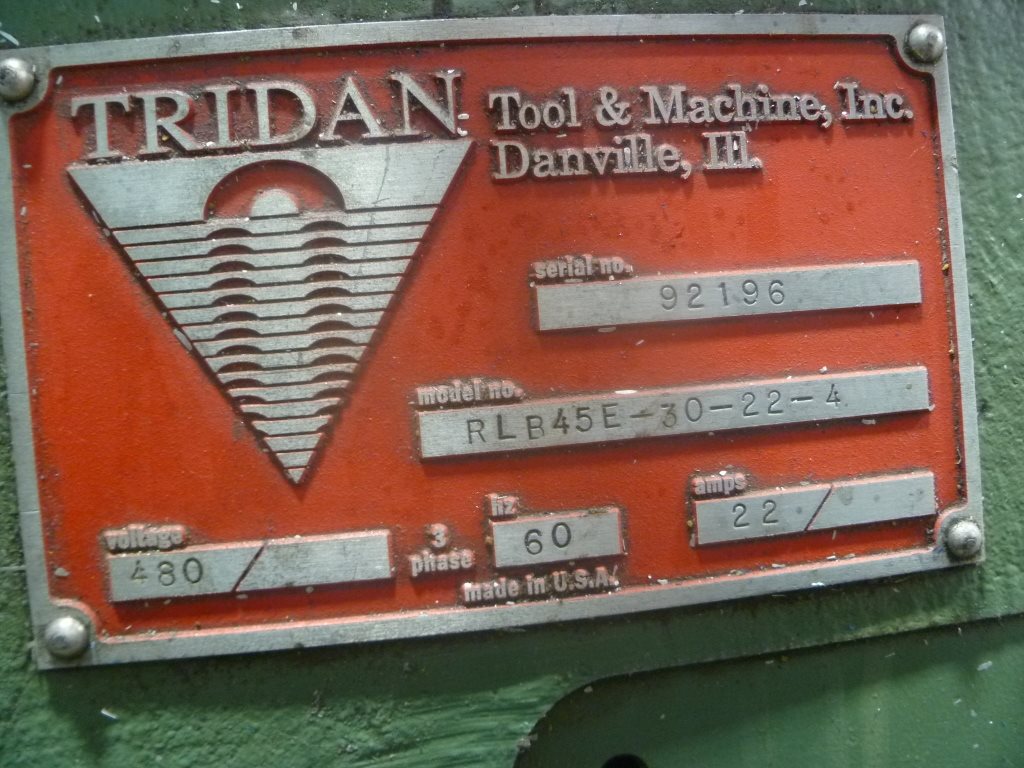 TRIDAN Tool & Machine, Inc.
Danville, Ill.
serial no.
92196
model no.
RLB45E-30-22-4
voltage
480 /
3
phase
hz
60
amps
22 /
made in U.S.A.